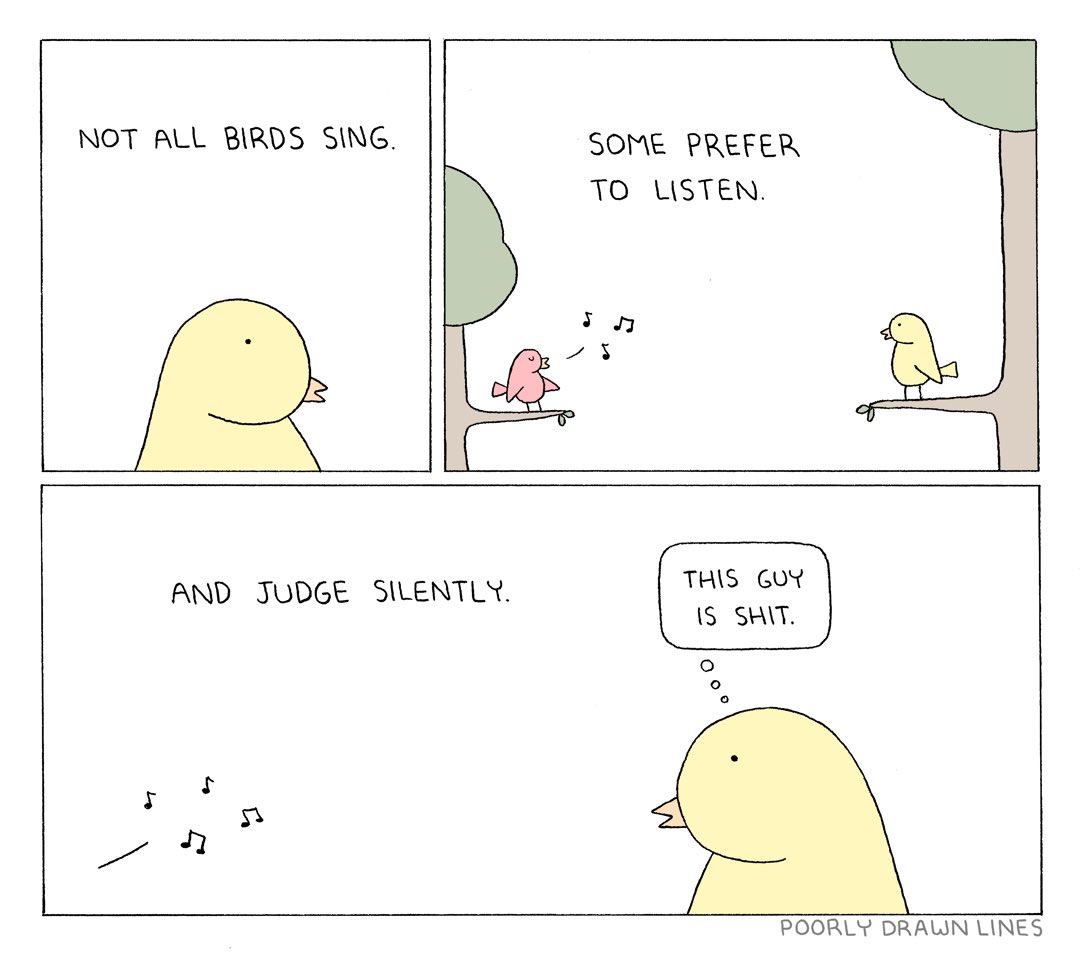 NOT ALL BIRDS SING.
SOME PREFER
TO LISTEN.
AND JUDGE SILENTLY.
THIS GUY
IS SHIT.
POORLY DRAWN LINES